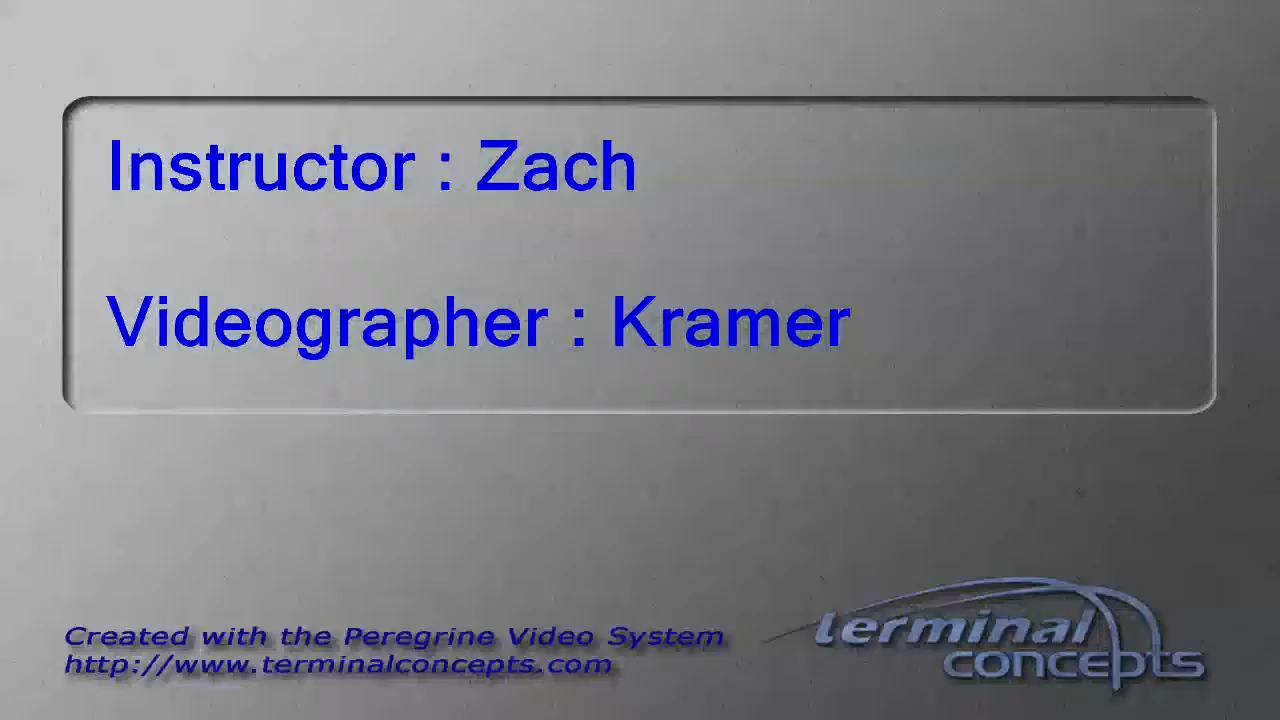 Instructor : Zach
Videographer : Kramer
Created with the Peregrine Video System
http://www.terminalconcepts.com
terminal
concepts